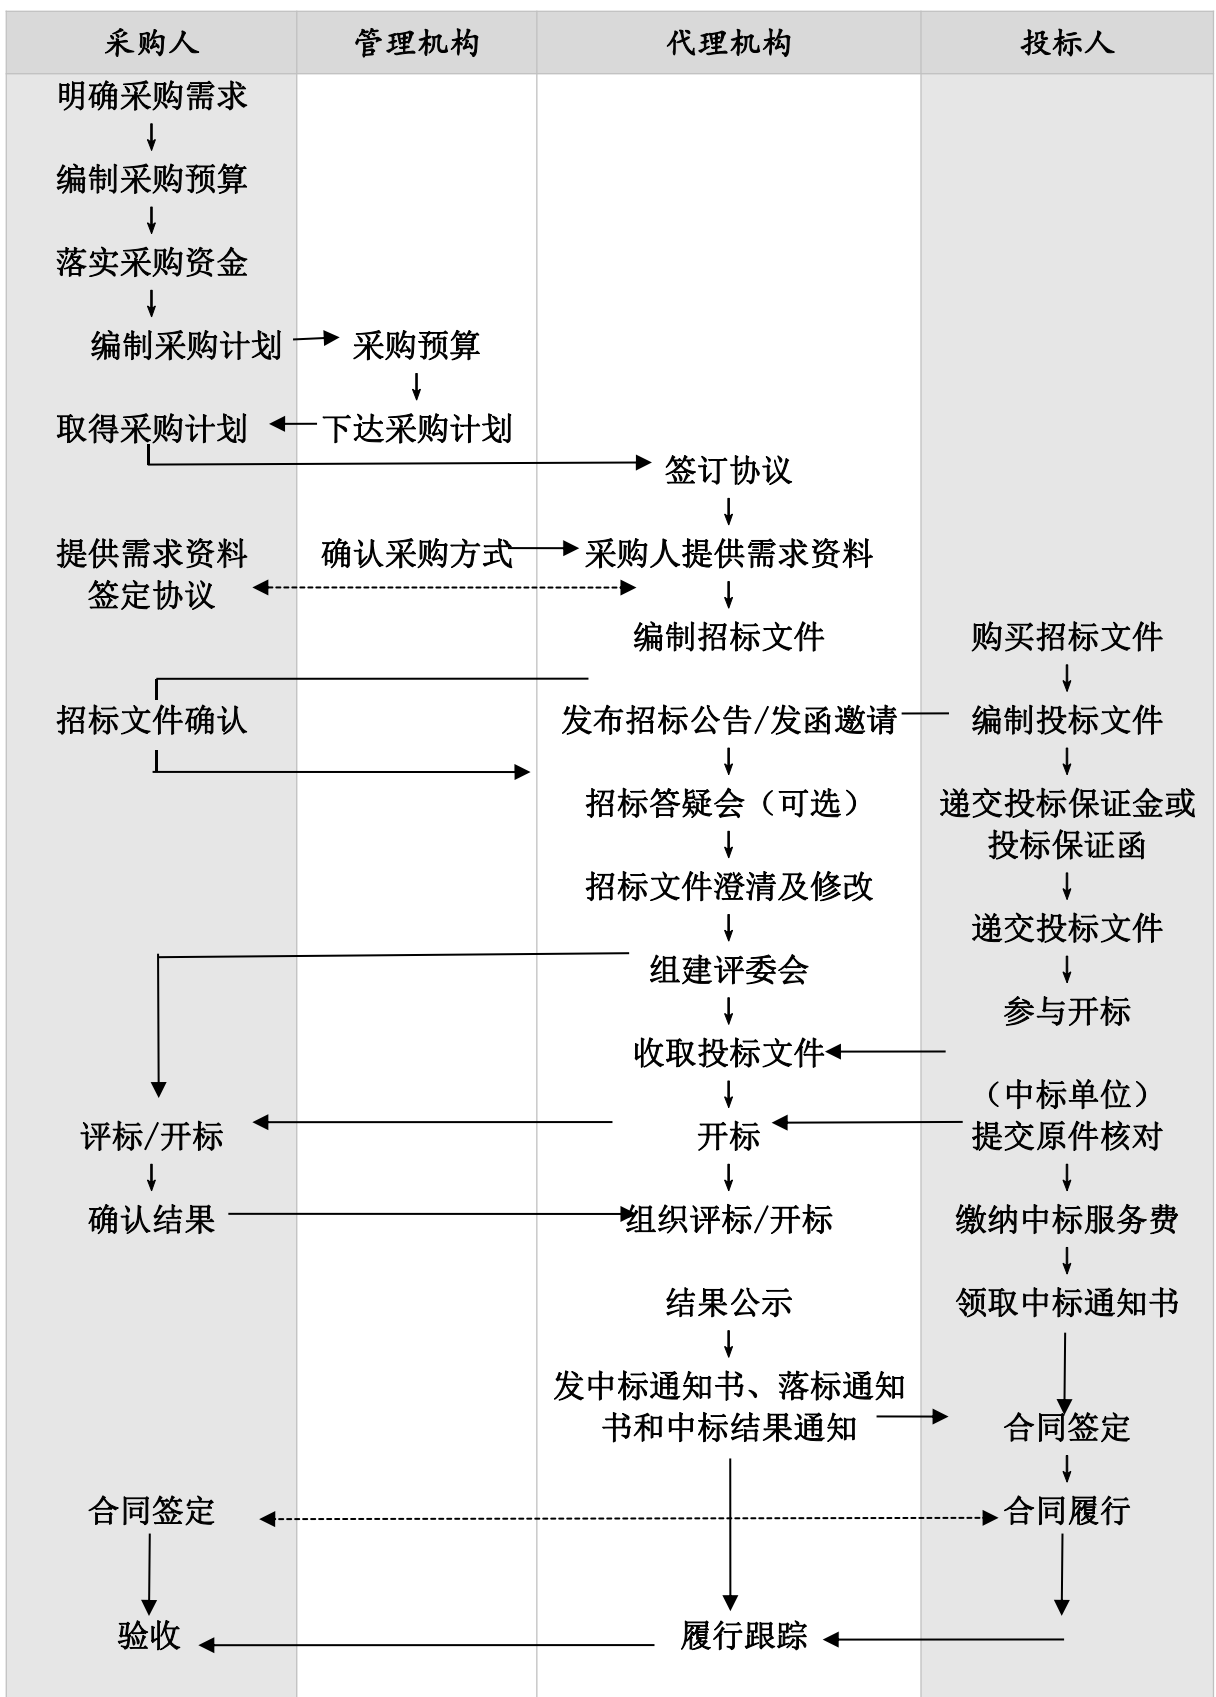 采购人 管理机构 代理机构 投标人
明确采购需求
编制采购预算
落实采购资金
编制采购计划 采购预算
取得采购计划 下达采购计划
签订协议
提供需求资料 确认采购方式 采购人提供需求资料
签定协议
编制招标文件 购买招标文件
招标文件确认 发布招标公告/发函邀请 编制投标文件
招标答疑会（可选） 递交投标保证金或
投标保证函
招标文件澄清及修改
递交投标文件
组建评委会
参与开标
收取投标文件
（中标单位）
评标/开标 开标 提交原件核对
确认结果 组织评标/开标 缴纳中标服务费
结果公示 领取中标通知书
发中标通知书、落标通知
书和中标结果通知 合同签定
合同签定 合同履行
验收 履行跟踪